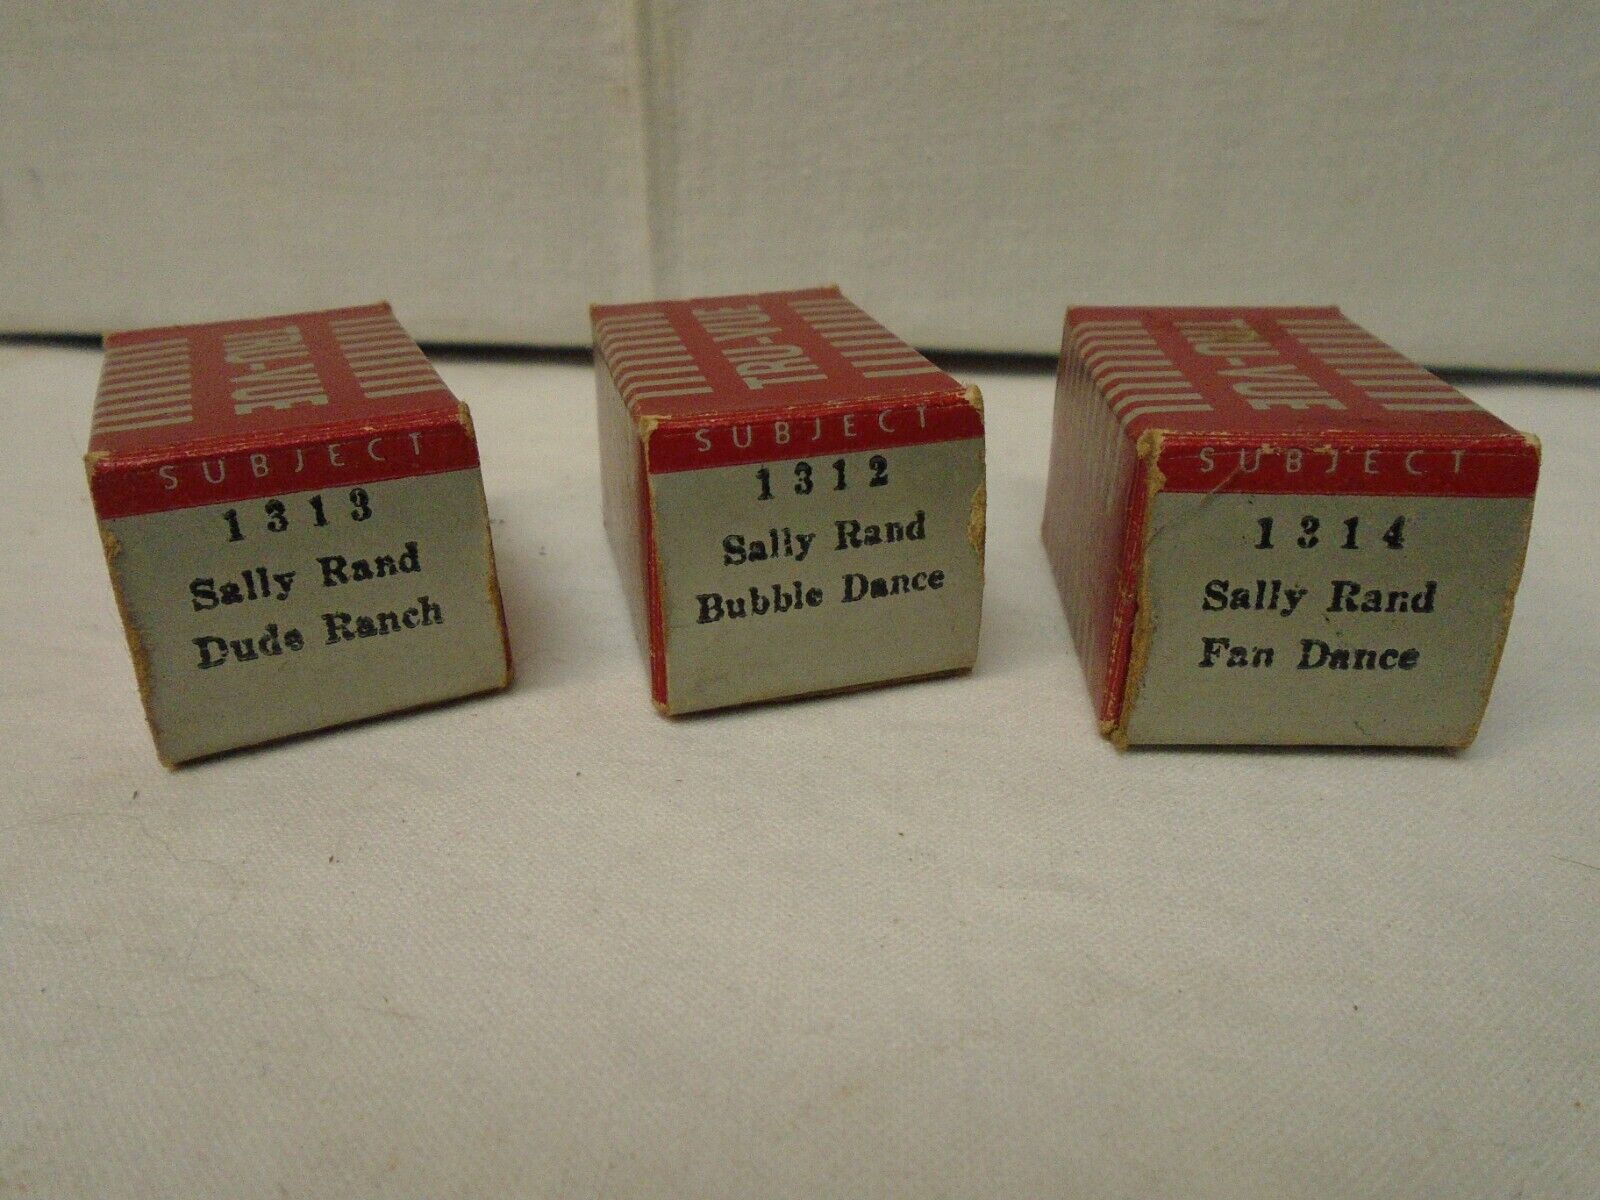 TRU-VUE
SUBJECT
1313
Sally Rand
Dude Ranch
TRU-VUE
SUBJECT
1312
Sally Rand
Bubble Dance
TRU-VUE
SUBJECT
1314
Sally Rand
Fan Dance